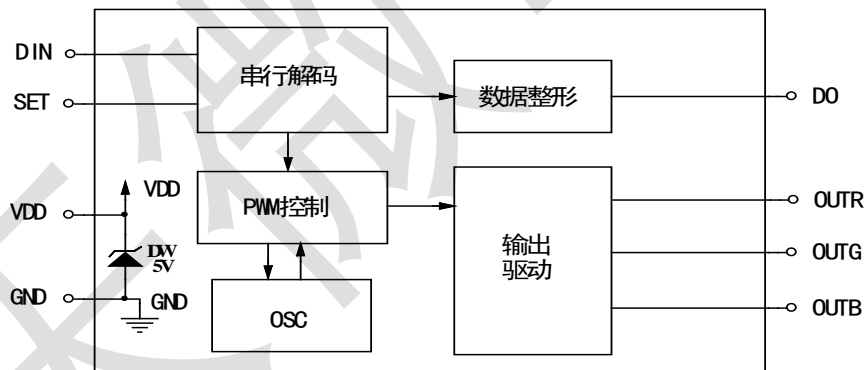 DIN
SET
串行解码
数据整形
DO
VDD
VDD
PWM控制
OUTR
DW
5V
输出
驱动
OUTG
GND
GND
OSC
OUTB